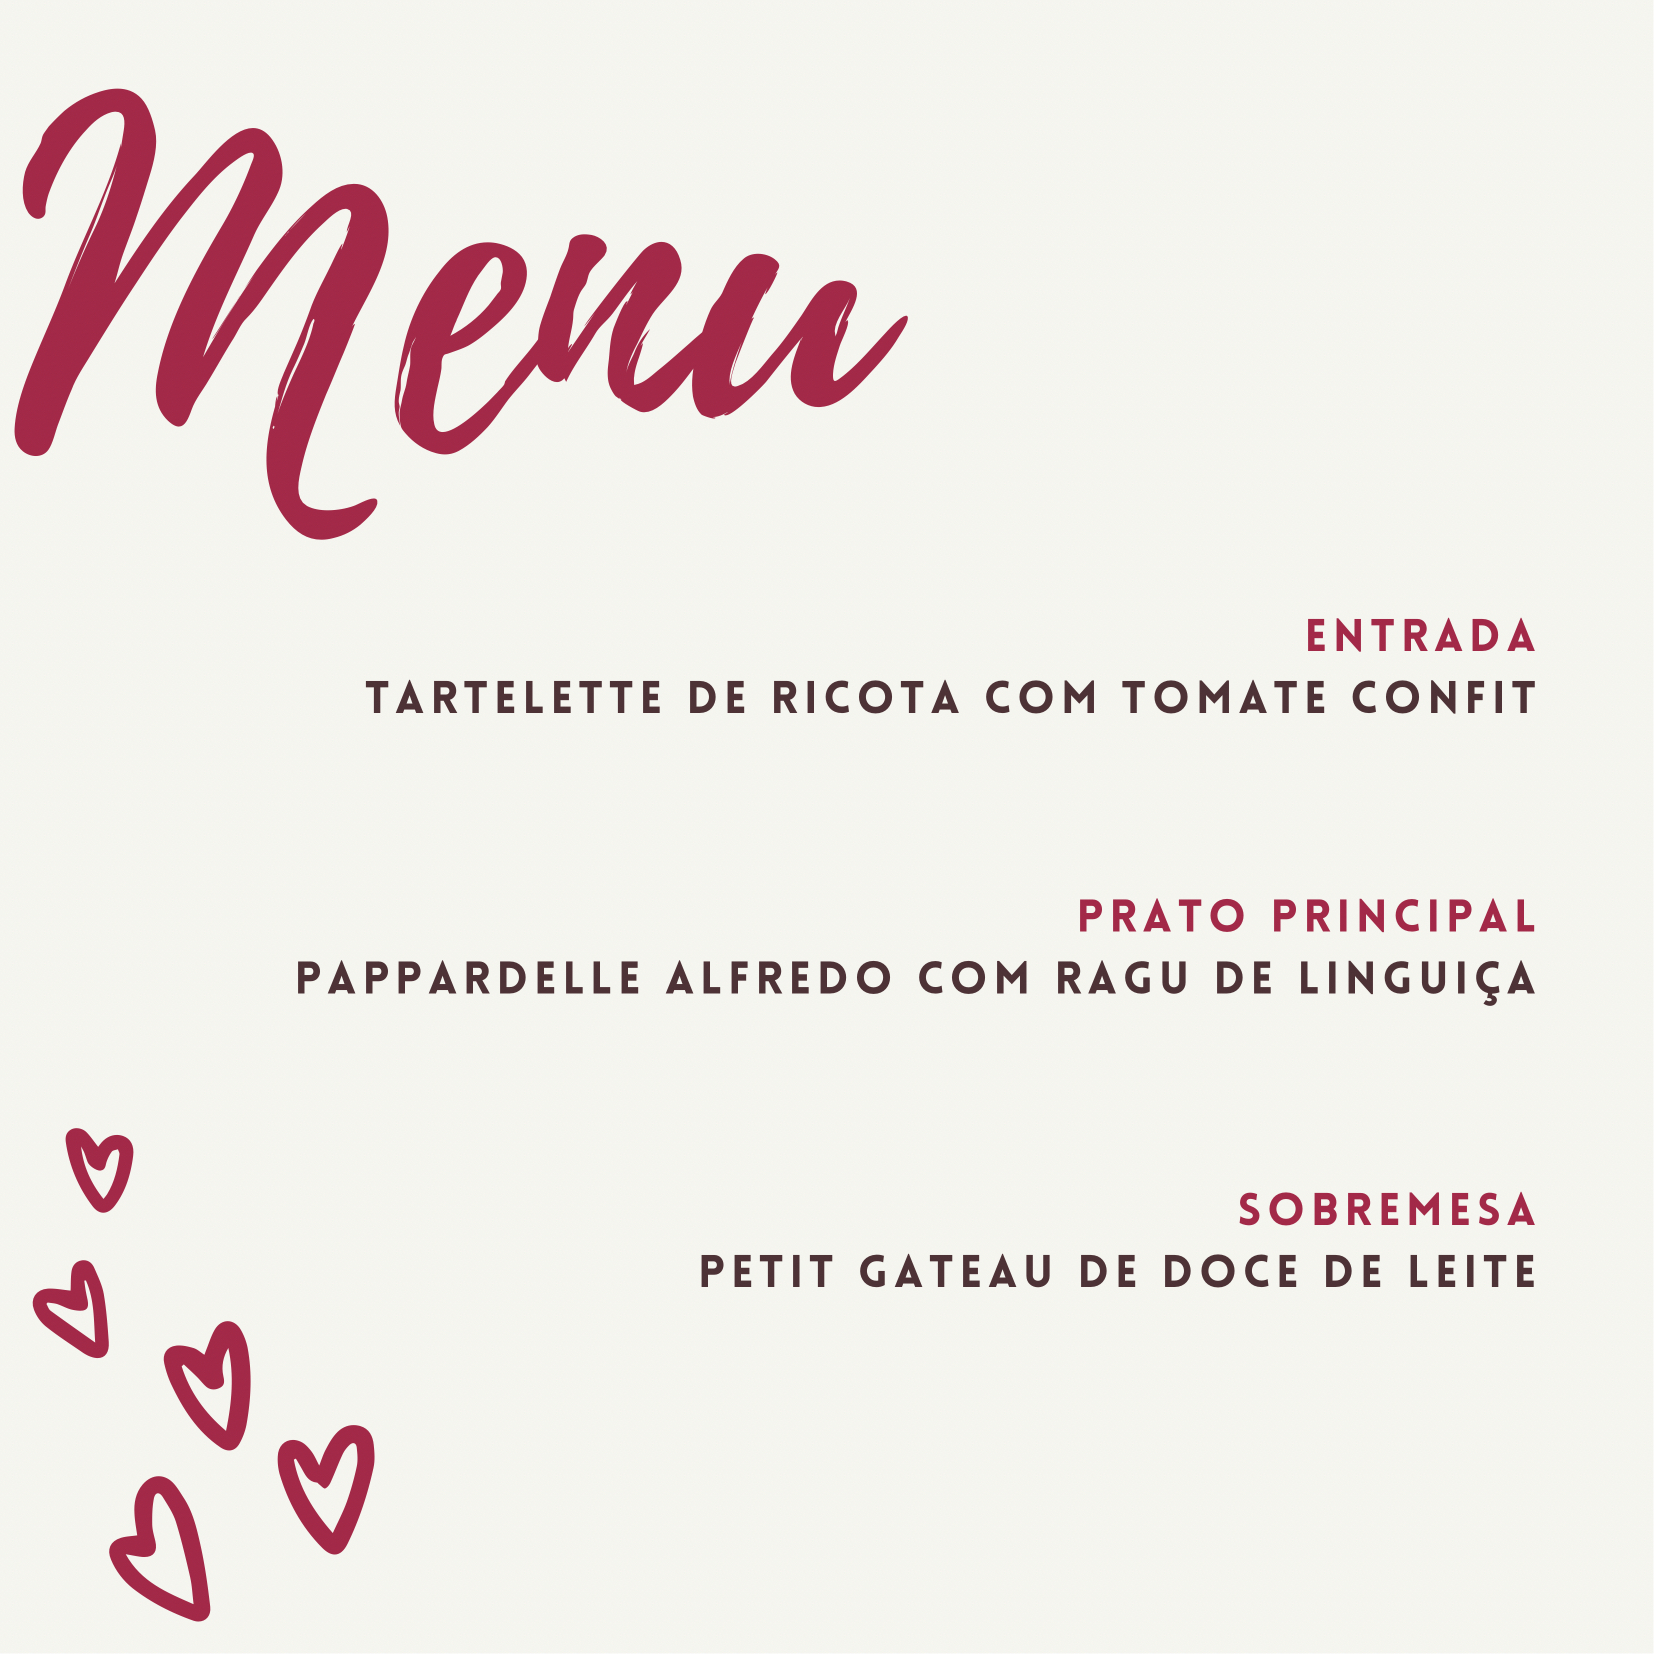 Menu
ENTRADA
TARTELETTE DE RICOTA COM TOMATE CONFIT
PRATO PRINCIPAL
PAPPARDELLE ALFREDO COM RAGU DE LINGUIÇA
SOBREMESA
PETIT GATEAU DE DOCE DE LEITE